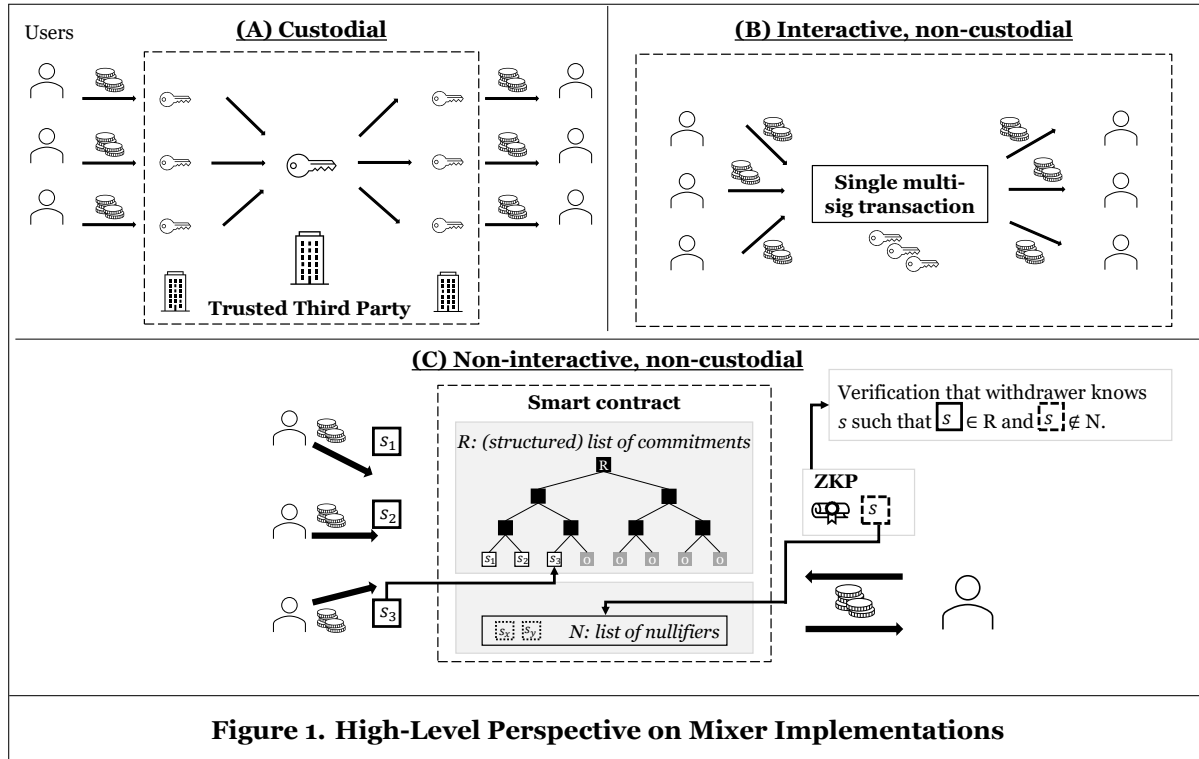 Users
(A) Custodial
Trusted Third Party
(B) Interactive, non-custodial
Single multi-
sig transaction
(C) Non-interactive, non-custodial
s₁
s₂
s₃
Smart contract
R: (structured) list of commitments
R
s₁ s₂ s₃ 0 0 0 0 0
sₓ sᵧ N: list of nullifiers
Verification that withdrawer knows
s such that s ∈ R and s ∉ N.
ZKP
s
Figure 1. High-Level Perspective on Mixer Implementations